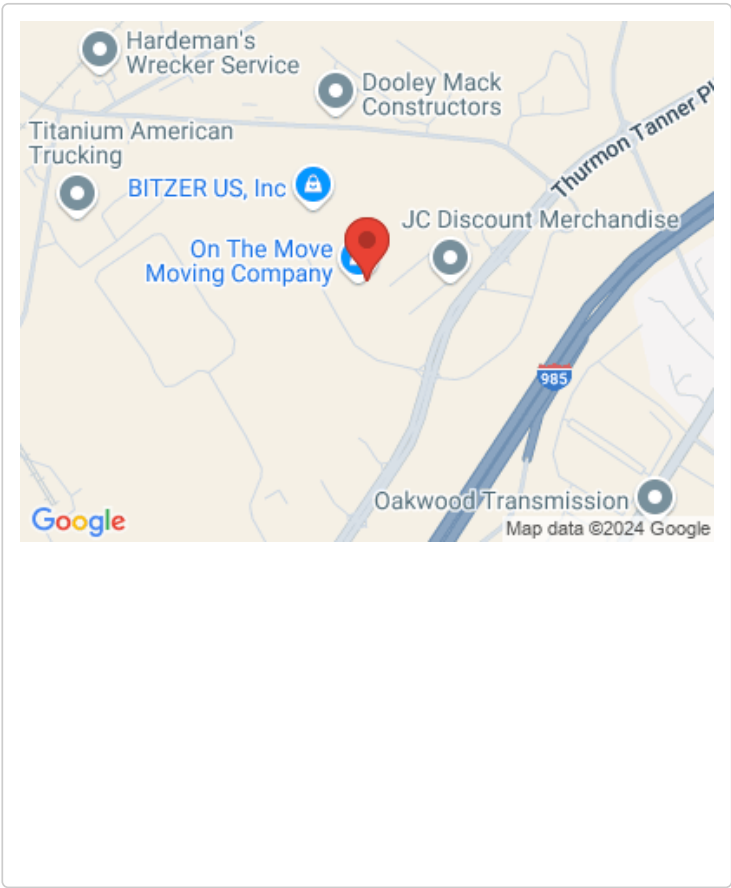 Hardeman's
Wrecker Service
Dooley Mack
Constructors
Thurmon Tanner
Titanium American
Trucking
BITZER US, Inc
JC Discount Merchandise
On The Move
Moving Company
985
Oakwood Transmission
Google
Map data ©2024 Google